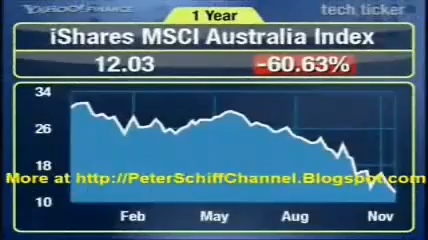 YAHOO! FINANCE
tech ticker
1 Year
iShares MSCI Australia Index
12.03 -60.63%
34
26
18
More at http://PeterSchiffChannel.Blogspot.com
10
Feb May Aug Nov